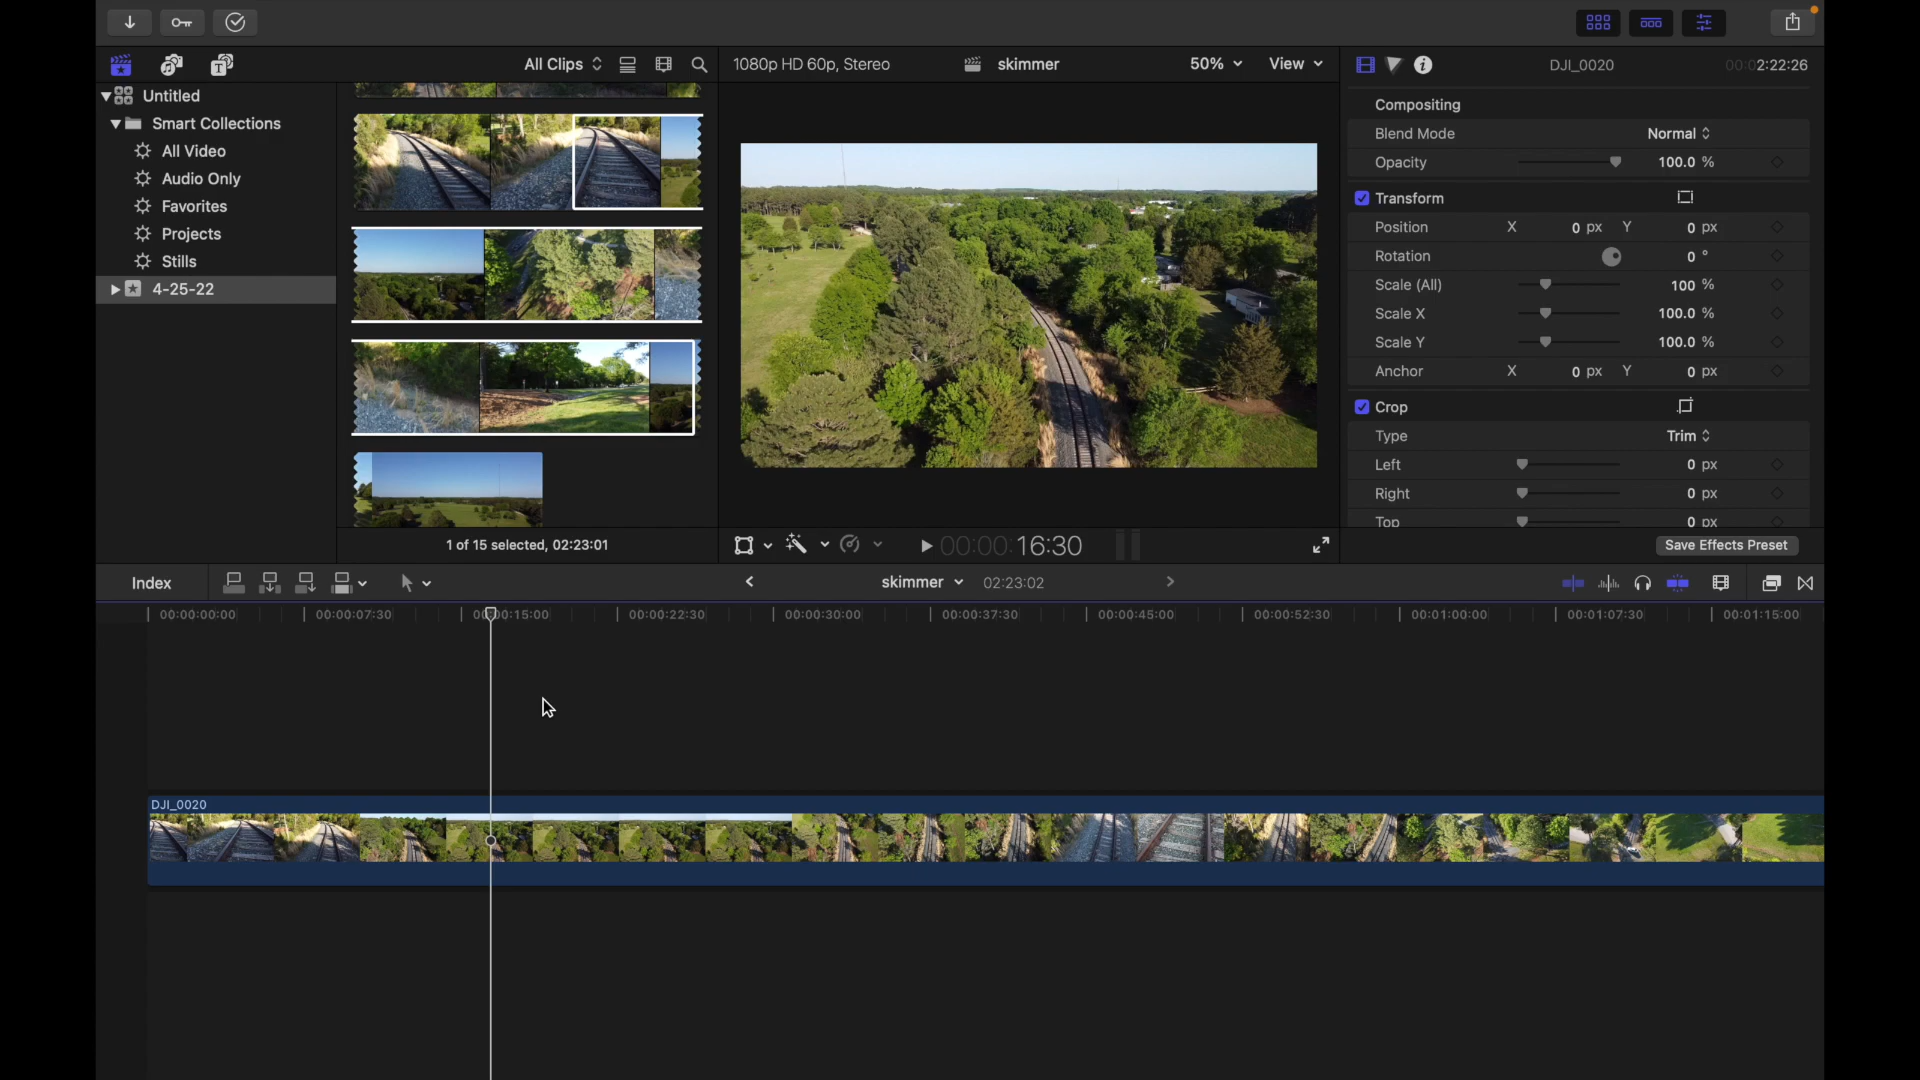 All Clips
1080p HD 60p, Stereo
skimmer
50%
View
DJI_0020
00:02:22:26
Untitled
Smart Collections
All Video
Audio Only
Favorites
Projects
Stills
4-25-22
1 of 15 selected, 02:23:01
00:00:16:30
Compositing
Blend Mode Normal
Opacity 100.0 %
Transform
Position X 0 px Y 0 px
Rotation 0 °
Scale (All) 100 %
Scale X 100.0 %
Scale Y 100.0 %
Anchor X 0 px Y 0 px
Crop
Type Trim
Left 0 px
Right 0 px
Top 0 px
Save Effects Preset
Index
skimmer
02:23:02
00:00:00:00 00:00:07:30 00:00:15:00 00:00:22:30 00:00:30:00 00:00:37:30 00:00:45:00 00:00:52:30 00:01:00:00 00:01:07:30 00:01:15:00
DJI_0020